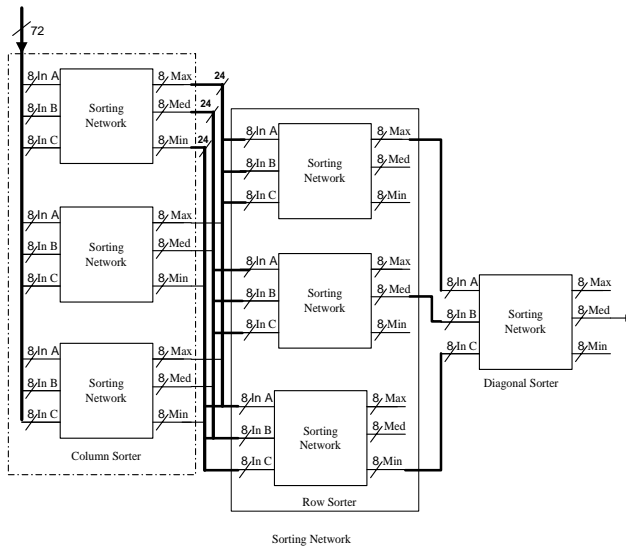 72
8 In A
8 In B
8 In C
Sorting
Network
8 Max
8 Med
8 Min
24
24
24
8 In A
8 In B
8 In C
Sorting
Network
8 Max
8 Med
8 Min
8 In A
8 In B
8 In C
Sorting
Network
8 Max
8 Med
8 Min
Column Sorter
8 In A
8 In B
8 In C
Sorting
Network
8 Max
8 Med
8 Min
8 In A
8 In B
8 In C
Sorting
Network
8 Max
8 Med
8 Min
8 In A
8 In B
8 In C
Sorting
Network
8 Max
8 Med
8 Min
Row Sorter
8 In A
8 In B
8 In C
Sorting
Network
8 Max
8 Med
8 Min
Diagonal Sorter
Sorting Network